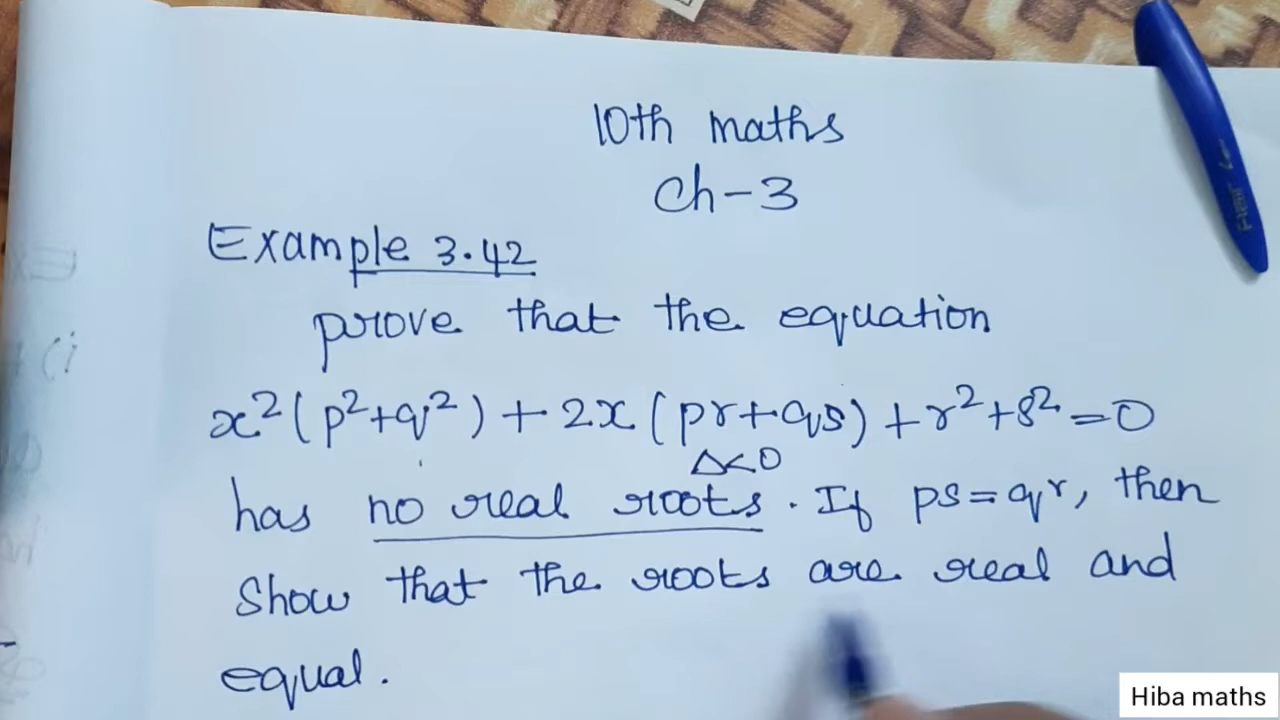 10th maths
Ch-3
Example 3.42
prove that the equation
x²(p²+q²)+2x(pr+qs)+r²+s²=0
Δ<0
has no real roots. If ps=qr, then
Show that the roots are real and
equal.
Hiba maths